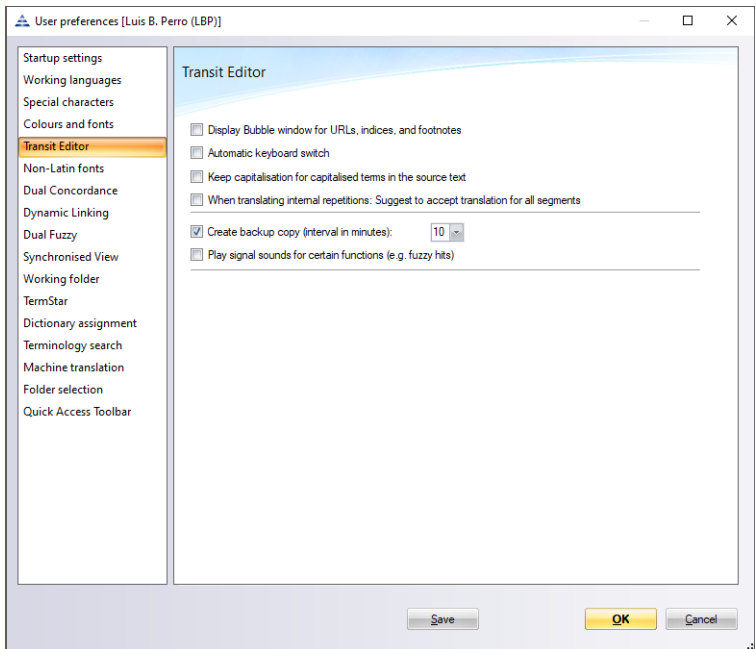 User preferences [Luis B. Perro (LBP)]
Startup settings
Working languages
Special characters
Colours and fonts
Transit Editor
Non-Latin fonts
Dual Concordance
Dynamic Linking
Dual Fuzzy
Synchronised View
Working folder
TermStar
Dictionary assignment
Terminology search
Machine translation
Folder selection
Quick Access Toolbar
Transit Editor
Display Bubble window for URLs, indices, and footnotes
Automatic keyboard switch
Keep capitalisation for capitalised terms in the source text
When translating internal repetitions: Suggest to accept translation for all segments
Create backup copy (interval in minutes): 10
Play signal sounds for certain functions (e.g. fuzzy hits)
Save OK Cancel